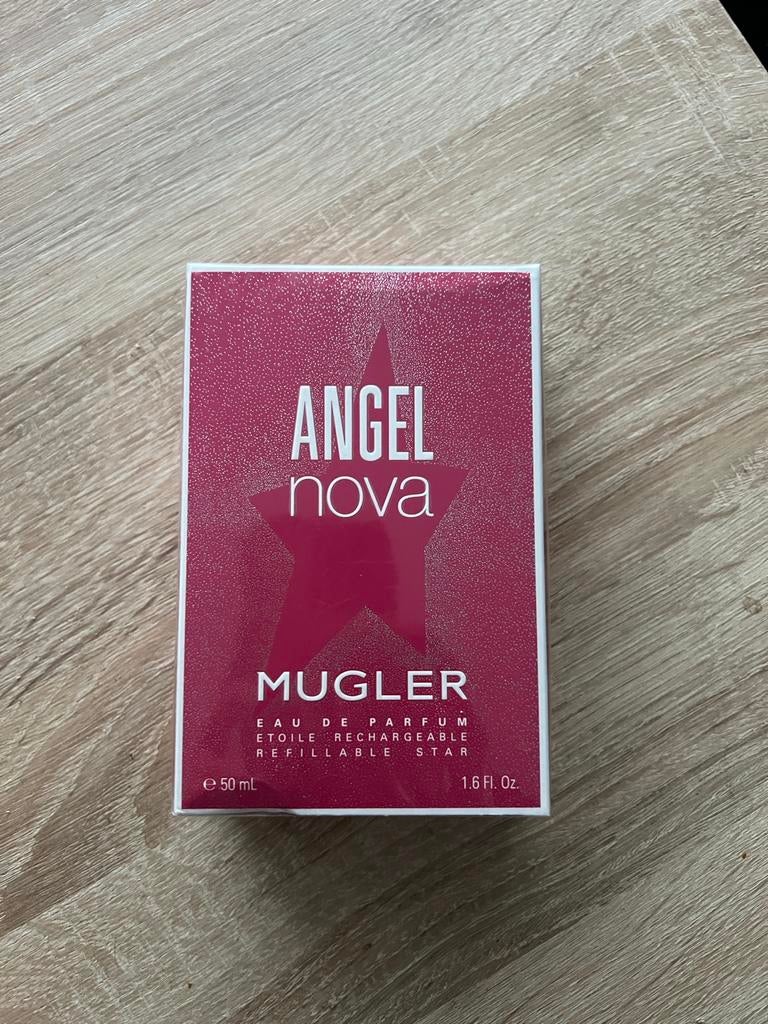 ANGEL
nova
MUGLER
EAU DE PARFUM
ETOILE RECHARGEABLE
REFILLABLE STAR
℮ 50 mL 1.6 Fl. Oz.